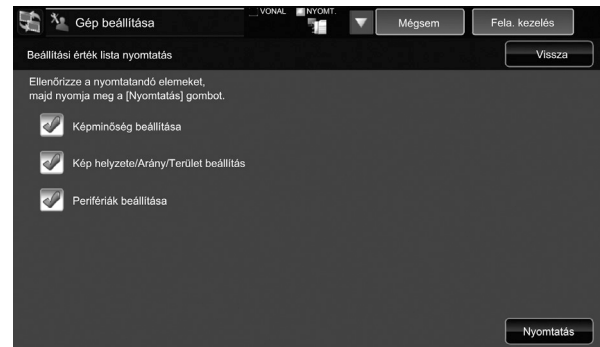 Gép beállítása
VONAL
NYOMT.
Mégsem
Fela. kezelés
Beállítási érték lista nyomtatás
Vissza
Ellenőrizze a nyomtatandó elemeket,
majd nyomja meg a [Nyomtatás] gombot.
Képminőség beállítása
Kép helyzete/Arány/Terület beállítás
Perifériák beállítása
Nyomtatás